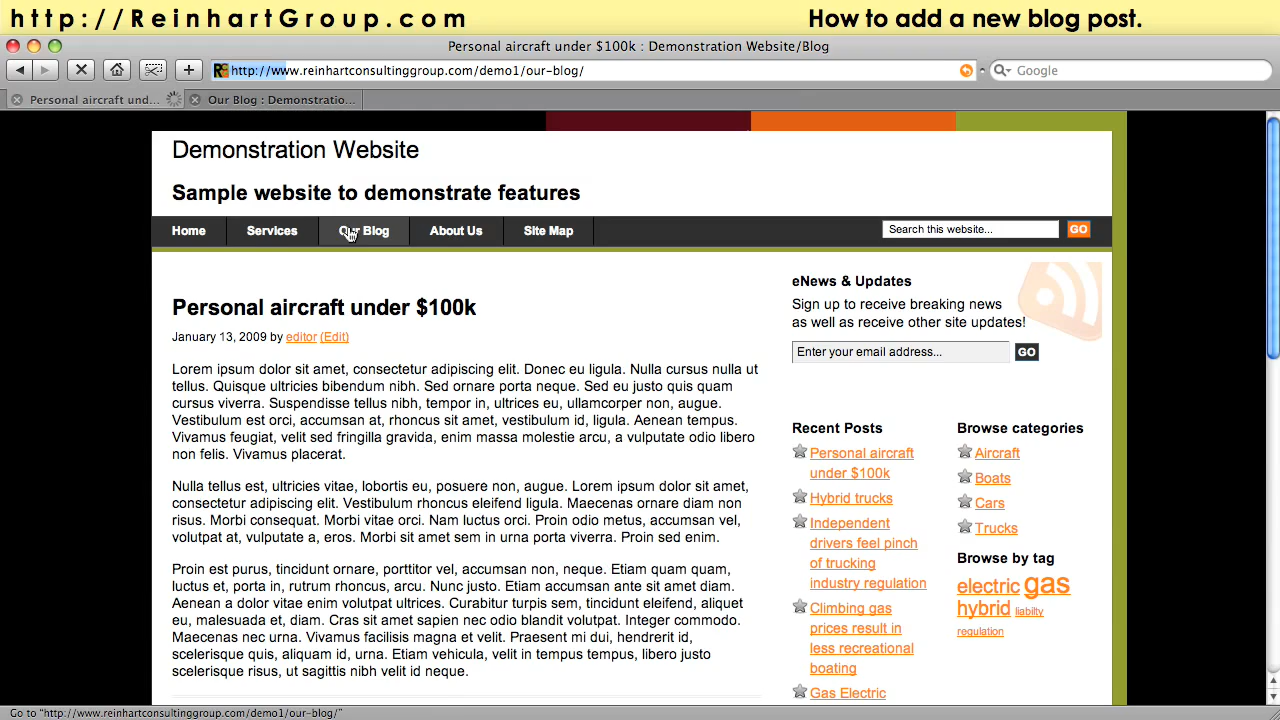 http://ReinhartGroup.com
How to add a new blog post.
Personal aircraft under $100k : Demonstration Website/Blog
http://www.reinhartconsultinggroup.com/demo1/our-blog/
Google
Personal aircraft und...
Our Blog : Demonstratio...
Demonstration Website
Sample website to demonstrate features
Home
Services
Our Blog
About Us
Site Map
Search this website...
GO
Personal aircraft under $100k
January 13, 2009 by editor (Edit)
Lorem ipsum dolor sit amet, consectetur adipiscing elit. Donec eu ligula. Nulla cursus nulla ut
tellus. Quisque ultricies bibendum nibh. Sed ornare porta neque. Sed eu justo quis quam
cursus viverra. Suspendisse tellus nibh, tempor in, ultrices eu, ullamcorper non, augue.
Vestibulum est orci, accumsan at, rhoncus sit amet, vestibulum id, ligula. Aenean tempus.
Vivamus feugiat, velit sed fringilla gravida, enim massa molestie arcu, a vulputate odio libero
non felis. Vivamus placerat.
Nulla tellus est, ultricies vitae, lobortis eu, posuere non, augue. Lorem ipsum dolor sit amet,
consectetur adipiscing elit. Vestibulum rhoncus eleifend ligula. Maecenas ornare diam non
risus. Morbi consequat. Morbi vitae orci. Nam luctus orci. Proin odio metus, accumsan vel,
volutpat at, vulputate a, eros. Morbi sit amet sem in urna porta viverra. Proin sed enim.
Proin est purus, tincidunt ornare, porttitor vel, accumsan non, neque. Etiam quam quam,
luctus et, porta in, rutrum rhoncus, arcu. Nunc justo. Etiam accumsan ante sit amet diam.
Aenean a dolor vitae enim volutpat ultrices. Curabitur turpis sem, tincidunt eleifend, aliquet
eu, malesuada et, diam. Cras sit amet sapien nec odio blandit volutpat. Integer commodo.
Maecenas nec urna. Vivamus facilisis magna et velit. Praesent mi dui, hendrerit id,
scelerisque quis, aliquam id, urna. Etiam vehicula, velit in tempus tempus, libero justo
scelerisque risus, ut sagittis nibh velit id neque.
eNews & Updates
Sign up to receive breaking news
as well as receive other site updates!
Enter your email address...
GO
Recent Posts
Personal aircraft
under $100k
Hybrid trucks
Independent
drivers feel pinch
of trucking
industry regulation
Climbing gas
prices result in
less recreational
boating
Gas Electric
Browse categories
Aircraft
Boats
Cars
Trucks
Browse by tag
electric gas
hybrid liabilty
regulation
Go to "http://www.reinhartconsultinggroup.com/demo1/our-blog/"